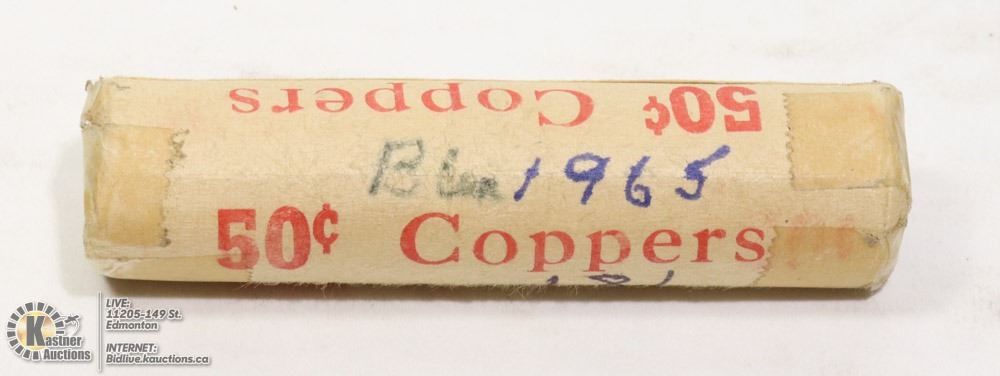 50¢ Coppers
1965
50¢ Coppers
Kastner
Auctions
LIVE:
11205-149 St.
Edmonton
INTERNET:
Bidlive.kauctions.ca